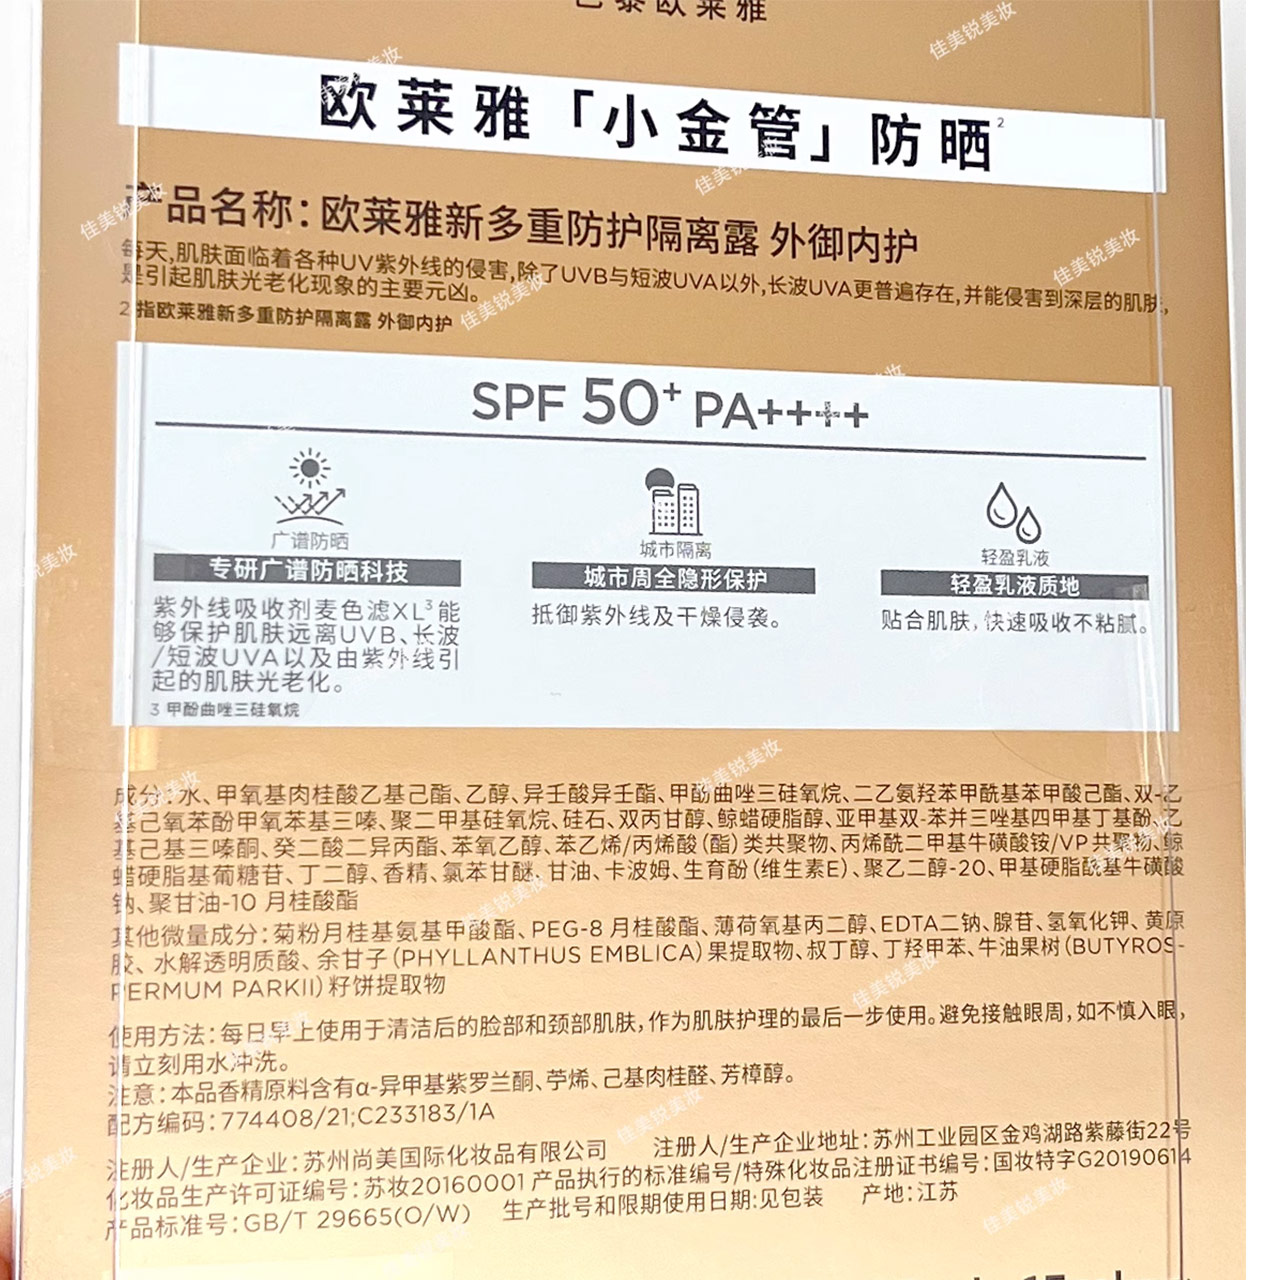 巴黎欧莱雅
欧莱雅「小金管」防晒2
产品名称：欧莱雅新多重防护隔离露 外御内护
每天,肌肤面临着各种UV紫外线的侵害,除了UVB与短波UVA以外,长波UVA更普遍存在,并能侵害到深层的肌肤,
是引起肌肤光老化现象的主要元凶。
2 指欧莱雅新多重防护隔离露 外御内护
SPF 50+ PA++++
广谱防晒
专研广谱防晒科技
紫外线吸收剂麦色滤XL3能
够保护肌肤远离UVB、长波
/短波UVA以及由紫外线引
起的肌肤光老化。
3 甲酚曲唑三硅氧烷
城市隔离
城市周全隐形保护
抵御紫外线及干燥侵袭。
轻盈乳液
轻盈乳液质地
贴合肌肤,快速吸收不粘腻。
成分：水、甲氧基肉桂酸乙基己酯、乙醇、异壬酸异壬酯、甲酚曲唑三硅氧烷、二乙氨羟苯甲酰基苯甲酸己酯、双-乙
基己氧苯酚甲氧苯基三嗪、聚二甲基硅氧烷、硅石、双丙甘醇、鲸蜡硬脂醇、亚甲基双-苯并三唑基四甲基丁基酚、乙
基己基三嗪酮、癸二酸二异丙酯、苯氧乙醇、苯乙烯/丙烯酸（酯）类共聚物、丙烯酰二甲基牛磺酸铵/VP共聚物、鲸
蜡硬脂基葡糖苷、丁二醇、香精、氯苯甘醚、甘油、卡波姆、生育酚（维生素E）、聚乙二醇-20、甲基硬脂酰基牛磺酸
钠、聚甘油-10 月桂酸酯
其他微量成分：菊粉月桂基氨基甲酸酯、PEG-8 月桂酸酯、薄荷氧基丙二醇、EDTA二钠、腺苷、氢氧化钾、黄原
胶、水解透明质酸、余甘子（PHYLLANTHUS EMBLICA）果提取物、叔丁醇、丁羟甲苯、牛油果树（BUTYROS-
PERMUM PARKII）籽饼提取物
使用方法：每日早上使用于清洁后的脸部和颈部肌肤,作为肌肤护理的最后一步使用。避免接触眼周,如不慎入眼,
请立刻用水冲洗。
注意：本品香精原料含有α-异甲基紫罗兰酮、苧烯、己基肉桂醛、芳樟醇。
配方编码：774408/21;C233183/1A
注册人/生产企业：苏州尚美国际化妆品有限公司 注册人/生产企业地址：苏州工业园区金鸡湖路紫藤街22号
化妆品生产许可证编号：苏妆20160001 产品执行的标准编号/特殊化妆品注册证书编号：国妆特字G20190614
产品标准号：GB/T 29665(O/W) 生产批号和限期使用日期:见包装 产地：江苏
佳美锐美妆